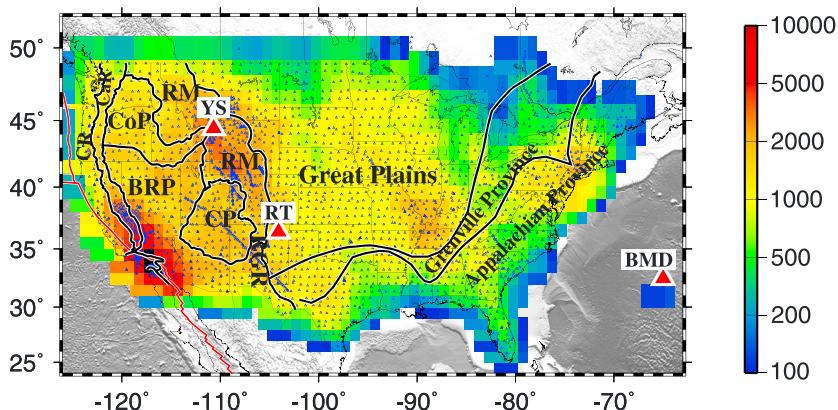 50°
45°
40°
35°
30°
25°
-120°
-110°
-100°
-90°
-80°
-70°
CR
CaR
CoP
RM
YS
RM
BRP
CP
RT
RGR
Great Plains
Grenville Province
Appalachian Province
BMD
10000
5000
2000
1000
500
200
100